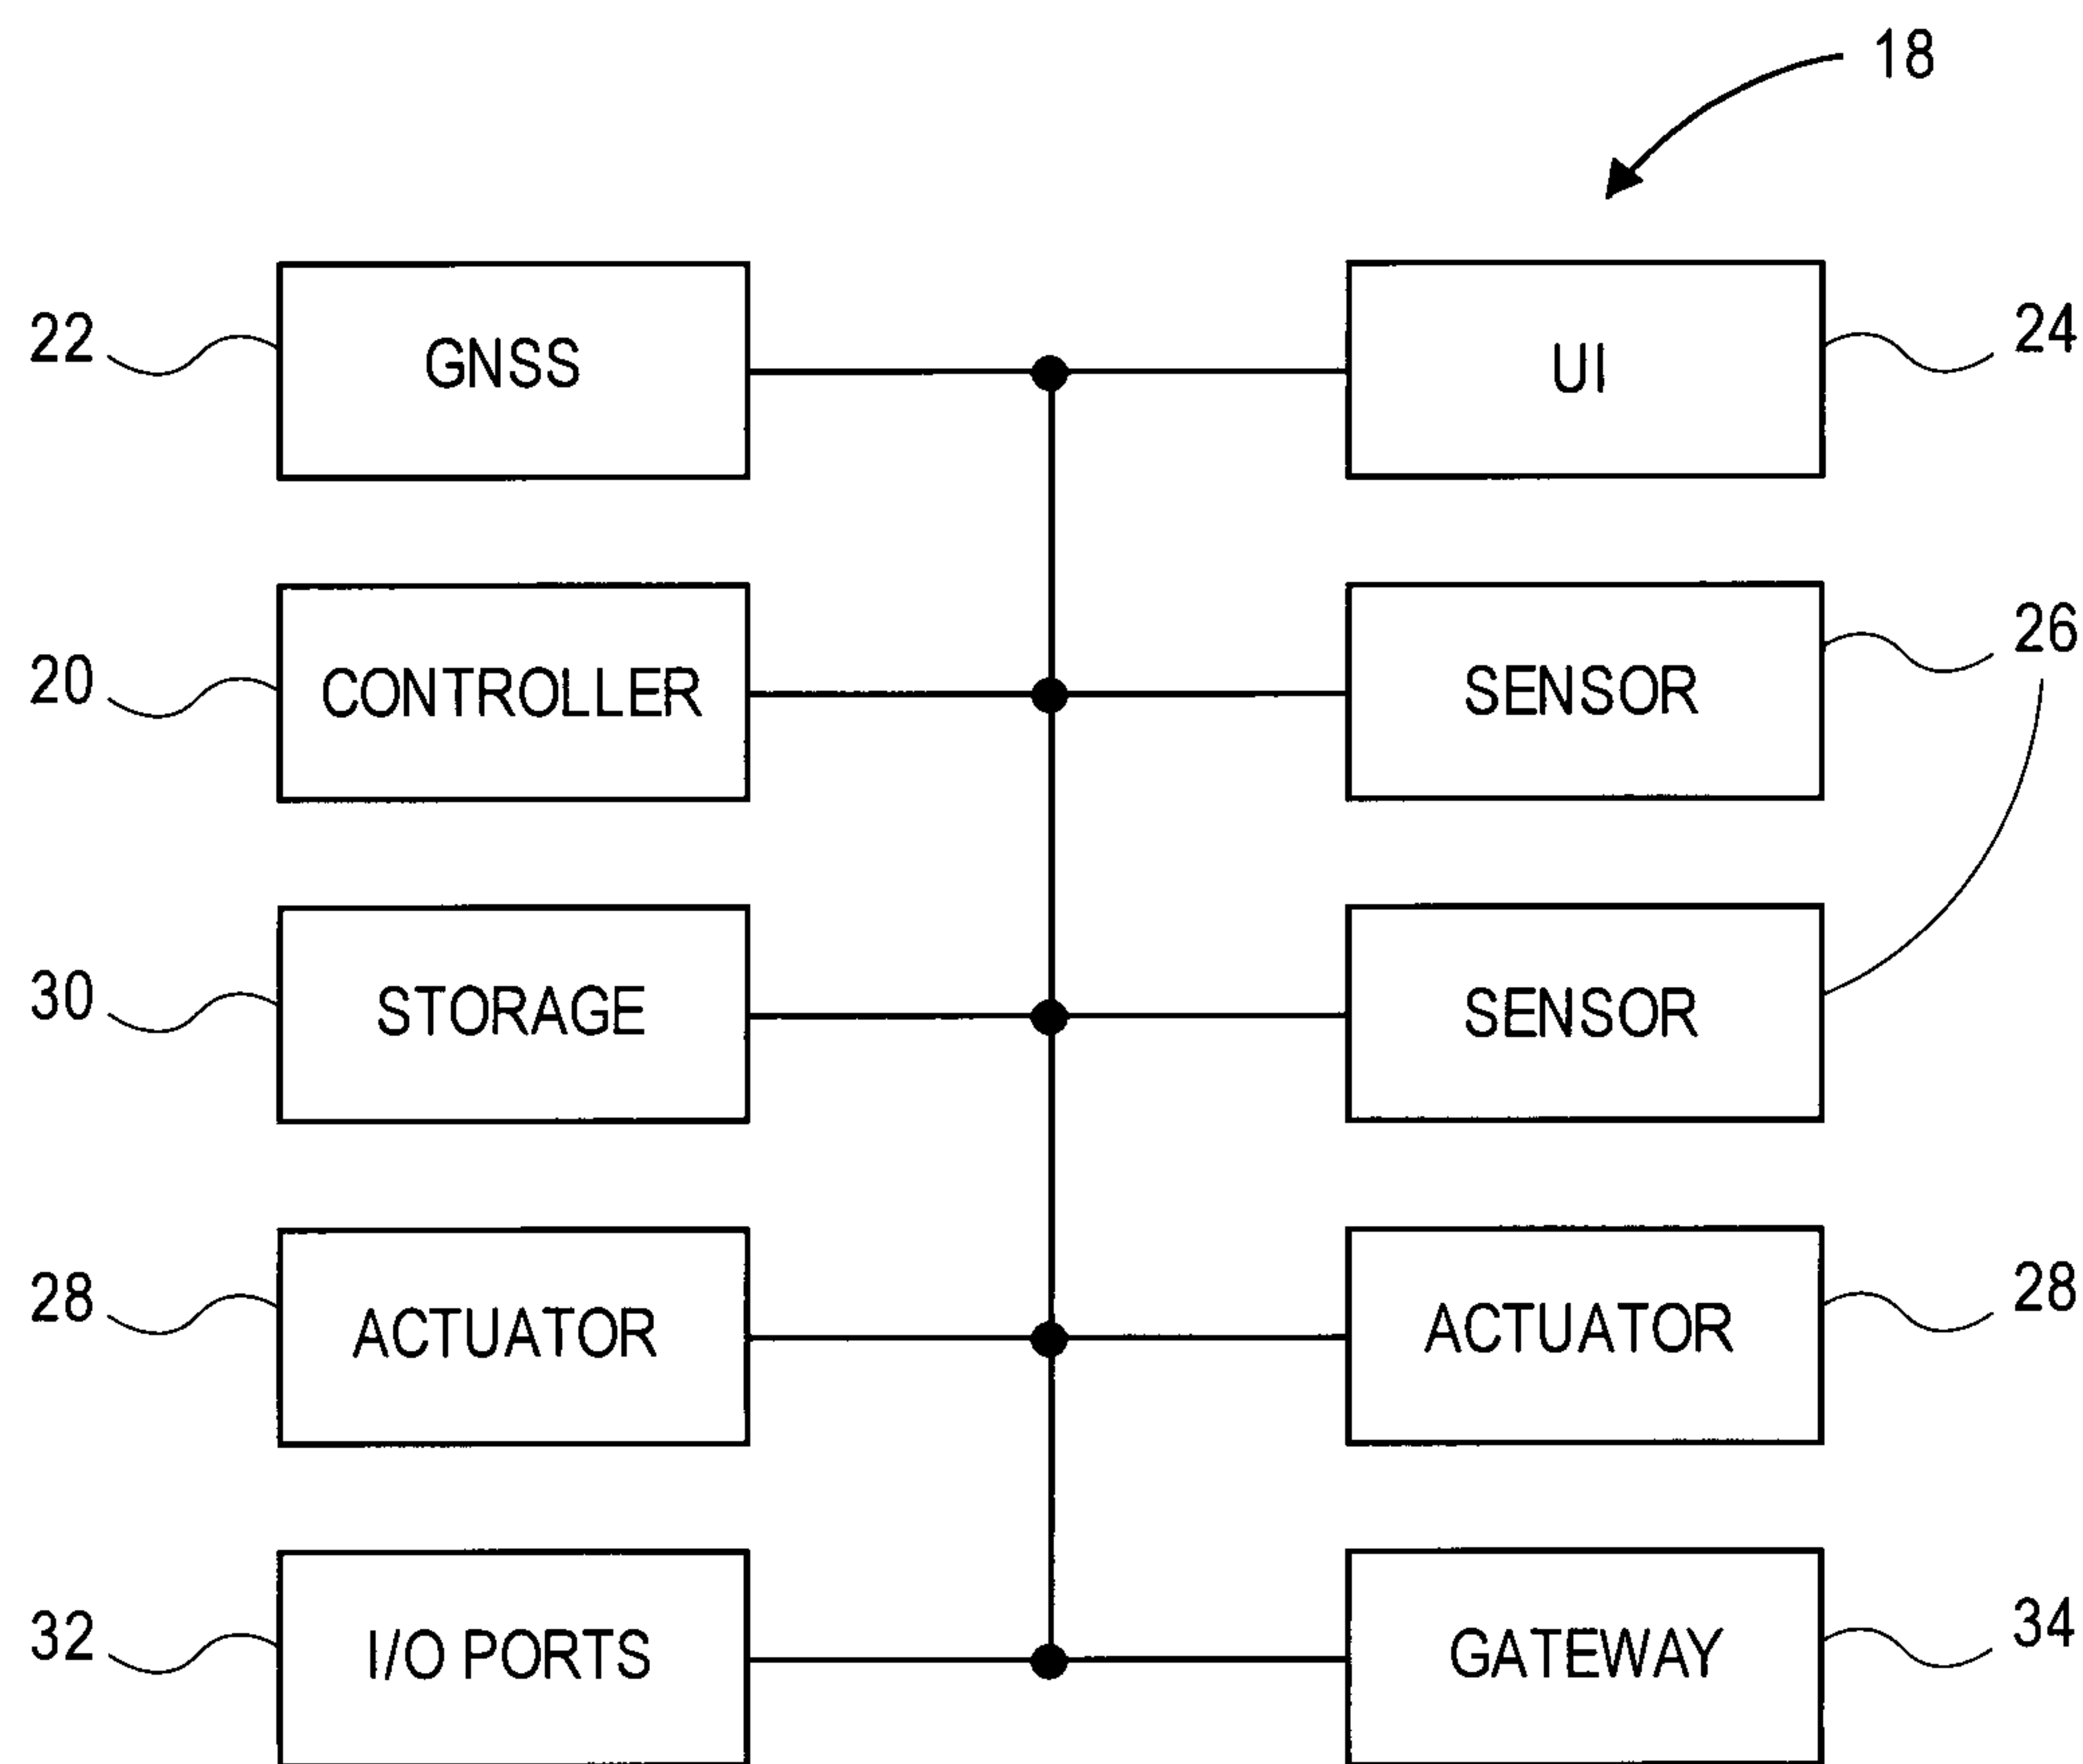 18
22 GNSS UI 24
20 CONTROLLER SENSOR 26
30 STORAGE SENSOR
28 ACTUATOR ACTUATOR 28
32 I/O PORTS GATEWAY 34